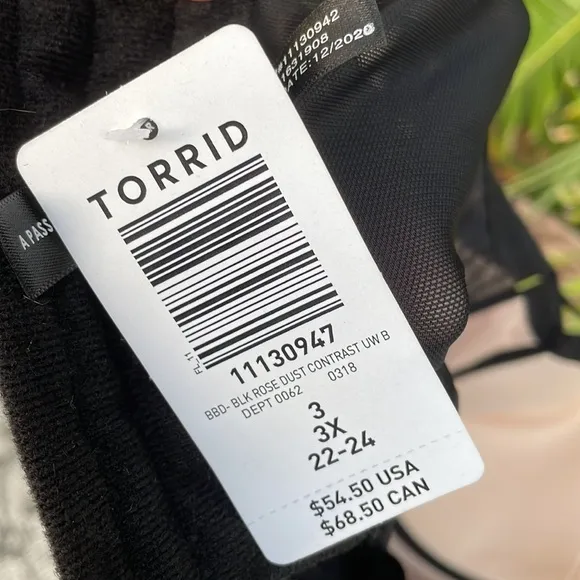 #11130942
1631908
ATE:12/2020
A PASS
TORRID
11130947
BBD- BLK ROSE DUST CONTRAST UW B
DEPT 0062 0318
3
3X
22-24
$54.50 USA
$68.50 CAN